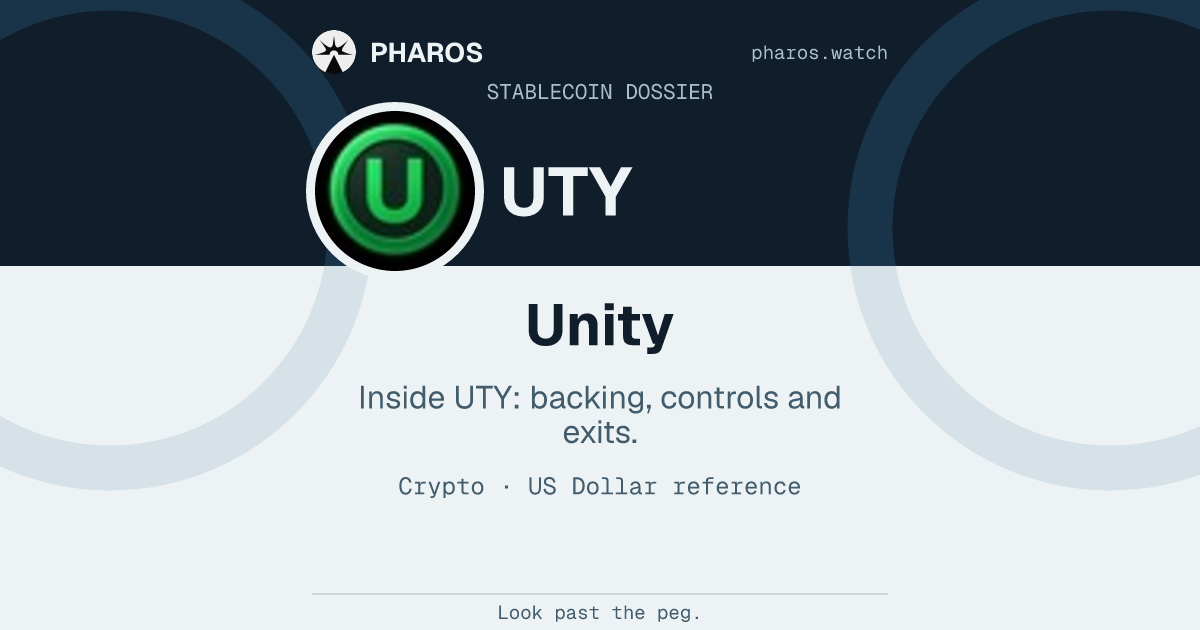 PHAROS
pharos.watch
STABLECOIN DOSSIER
U
UTY
Unity
Inside UTY: backing, controls and
exits.
Crypto · US Dollar reference
Look past the peg.